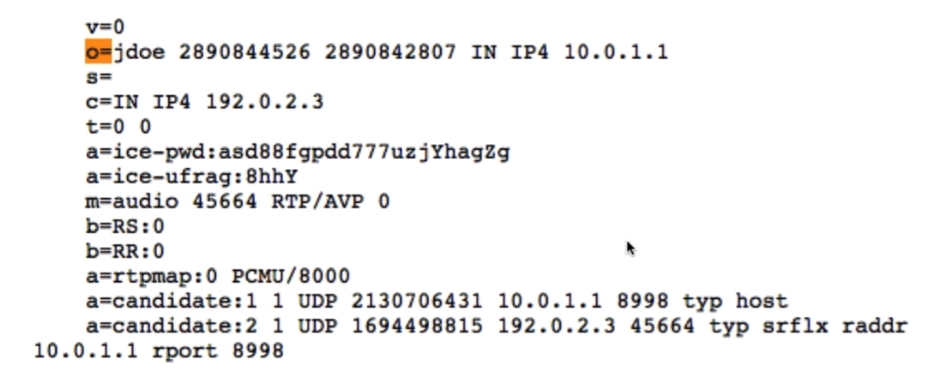 v=0
o=jdoe 2890844526 2890842807 IN IP4 10.0.1.1
s=
c=IN IP4 192.0.2.3
t=0 0
a=ice-pwd:asd88fgpdd777uzjYhagZg
a=ice-ufrag:8hhY
m=audio 45664 RTP/AVP 0
b=RS:0
b=RR:0
a=rtpmap:0 PCMU/8000
a=candidate:1 1 UDP 2130706431 10.0.1.1 8998 typ host
a=candidate:2 1 UDP 1694498815 192.0.2.3 45664 typ srflx raddr
10.0.1.1 rport 8998